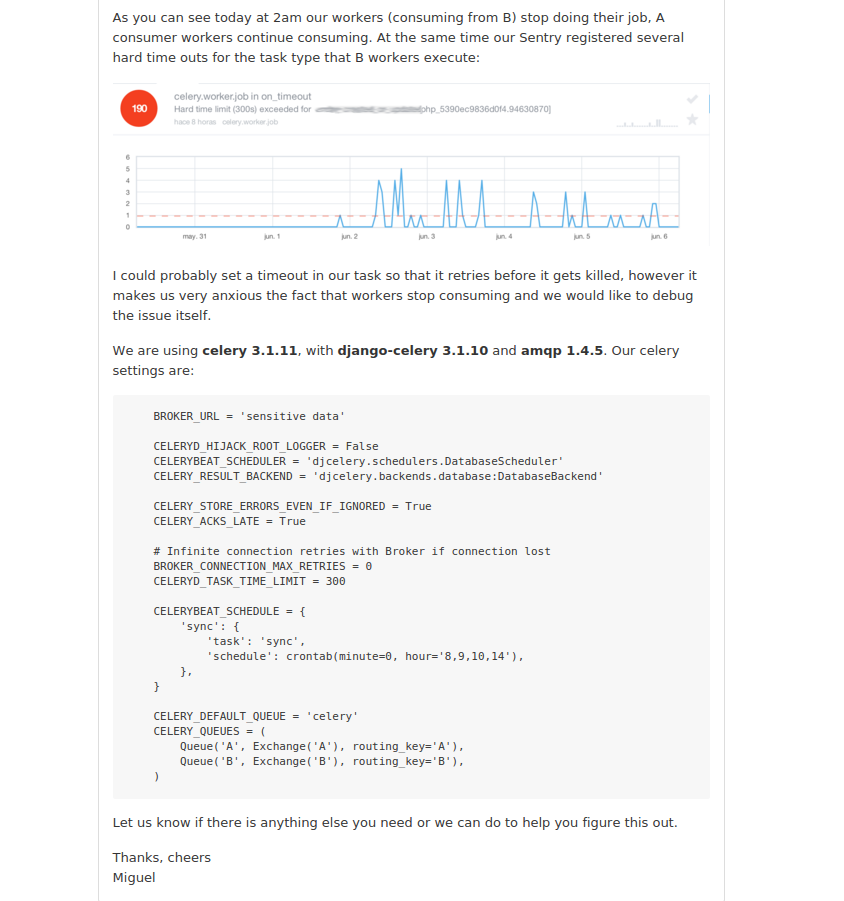 As you can see today at 2am our workers (consuming from B) stop doing their job, A
consumer workers continue consuming. At the same time our Sentry registered several
hard time outs for the task type that B workers execute:
190
celery.worker.job in on_timeout
Hard time limit (300s) exceeded for php_5390ec9836d0f4.94630870]
hace 8 horas celery.worker.job
6
5
4
3
2
1
0
may. 31 jun. 1 jun. 2 jun. 3 jun. 4 jun. 5 jun. 6
I could probably set a timeout in our task so that it retries before it gets killed, however it
makes us very anxious the fact that workers stop consuming and we would like to debug
the issue itself.
We are using celery 3.1.11, with django-celery 3.1.10 and amqp 1.4.5. Our celery
settings are:
BROKER_URL = 'sensitive data'
CELERYD_HIJACK_ROOT_LOGGER = False
CELERYBEAT_SCHEDULER = 'djcelery.schedulers.DatabaseScheduler'
CELERY_RESULT_BACKEND = 'djcelery.backends.database:DatabaseBackend'
CELERY_STORE_ERRORS_EVEN_IF_IGNORED = True
CELERY_ACKS_LATE = True
# Infinite connection retries with Broker if connection lost
BROKER_CONNECTION_MAX_RETRIES = 0
CELERYD_TASK_TIME_LIMIT = 300
CELERYBEAT_SCHEDULE = {
'sync': {
'task': 'sync',
'schedule': crontab(minute=0, hour='8,9,10,14'),
},
}
CELERY_DEFAULT_QUEUE = 'celery'
CELERY_QUEUES = (
Queue('A', Exchange('A'), routing_key='A'),
Queue('B', Exchange('B'), routing_key='B'),
)
Let us know if there is anything else you need or we can do to help you figure this out.
Thanks, cheers
Miguel